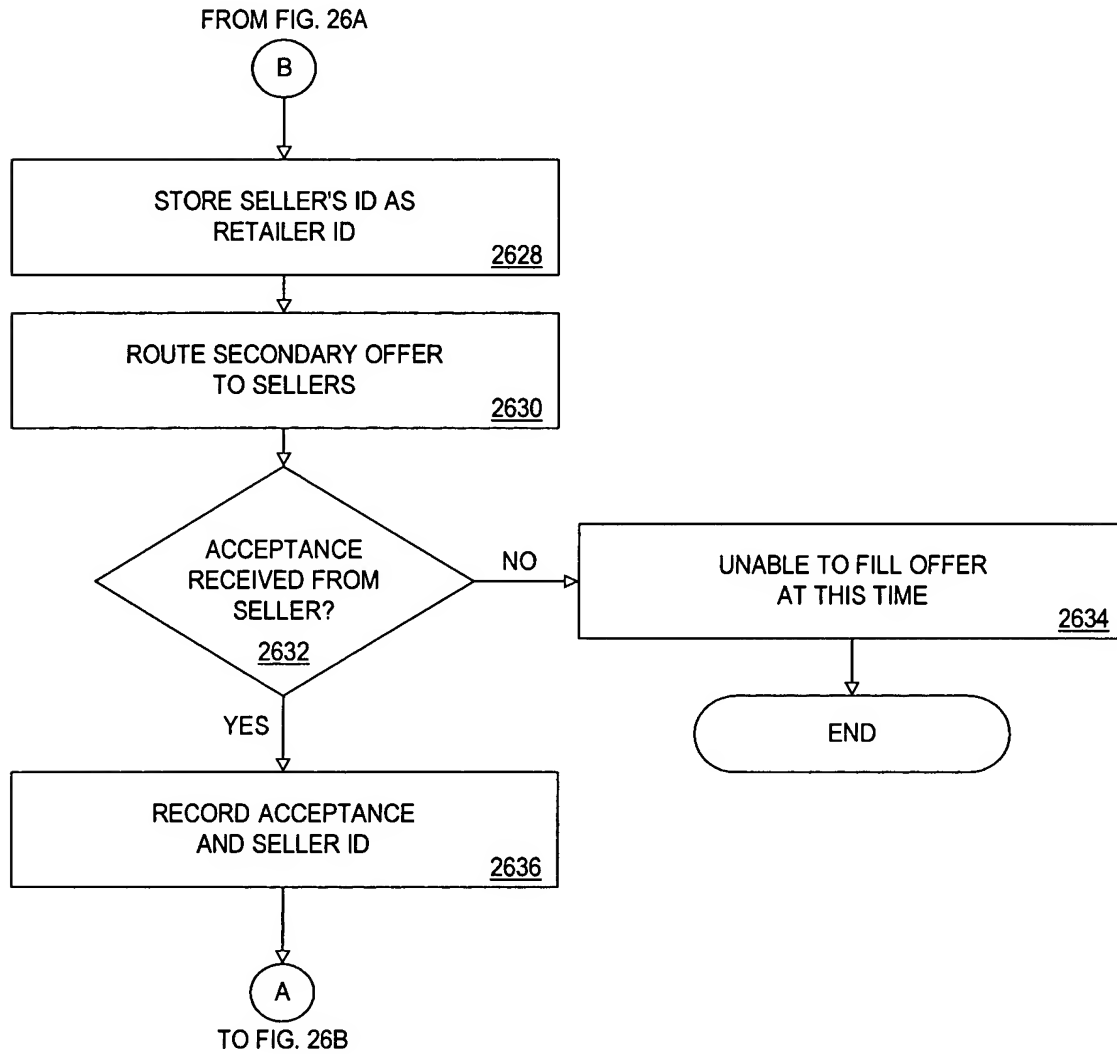 FROM FIG. 26A
B
STORE SELLER'S ID AS
RETAILER ID
2628
ROUTE SECONDARY OFFER
TO SELLERS
2630
ACCEPTANCE
RECEIVED FROM
SELLER?
2632
NO
UNABLE TO FILL OFFER
AT THIS TIME
2634
END
YES
RECORD ACCEPTANCE
AND SELLER ID
2636
A
TO FIG. 26B